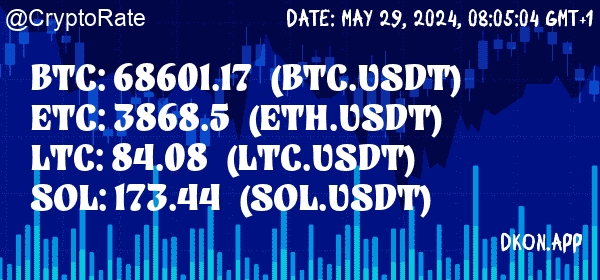 @CryptoRate
DATE: MAY 29, 2024, 08:05:04 GMT+1
BTC: 68601.17 (BTC.USDT)
ETC: 3868.5 (ETH.USDT)
LTC: 84.08 (LTC.USDT)
SOL: 173.44 (SOL.USDT)
DKON.APP